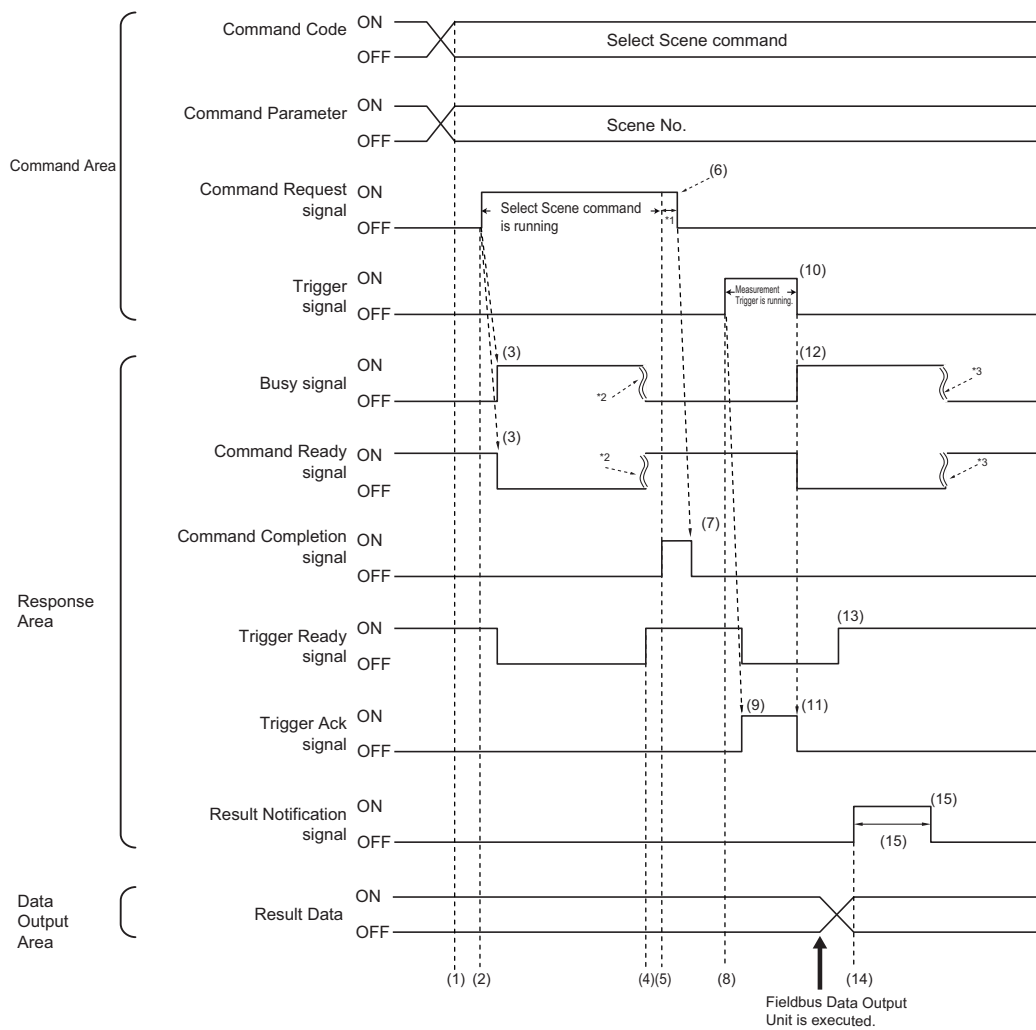 Command Area
Command Code
ON
OFF
Select Scene command
Command Parameter
ON
OFF
Scene No.
Command Request
signal
ON
OFF
Select Scene command
is running
*1
(6)
Trigger
signal
ON
OFF
Measurement
Trigger is running.
(10)
Response
Area
Busy signal
ON
OFF
(3)
*2
(12)
*3
Command Ready
signal
ON
OFF
(3)
*2
*3
Command Completion
signal
ON
OFF
(7)
Trigger Ready
signal
ON
OFF
(13)
Trigger Ack
signal
ON
OFF
(9)
(11)
Result Notification
signal
ON
OFF
(15)
(15)
Data
Output
Area
Result Data
ON
OFF
(1) (2) (4)(5) (8) (14)
Fieldbus Data Output
Unit is executed.